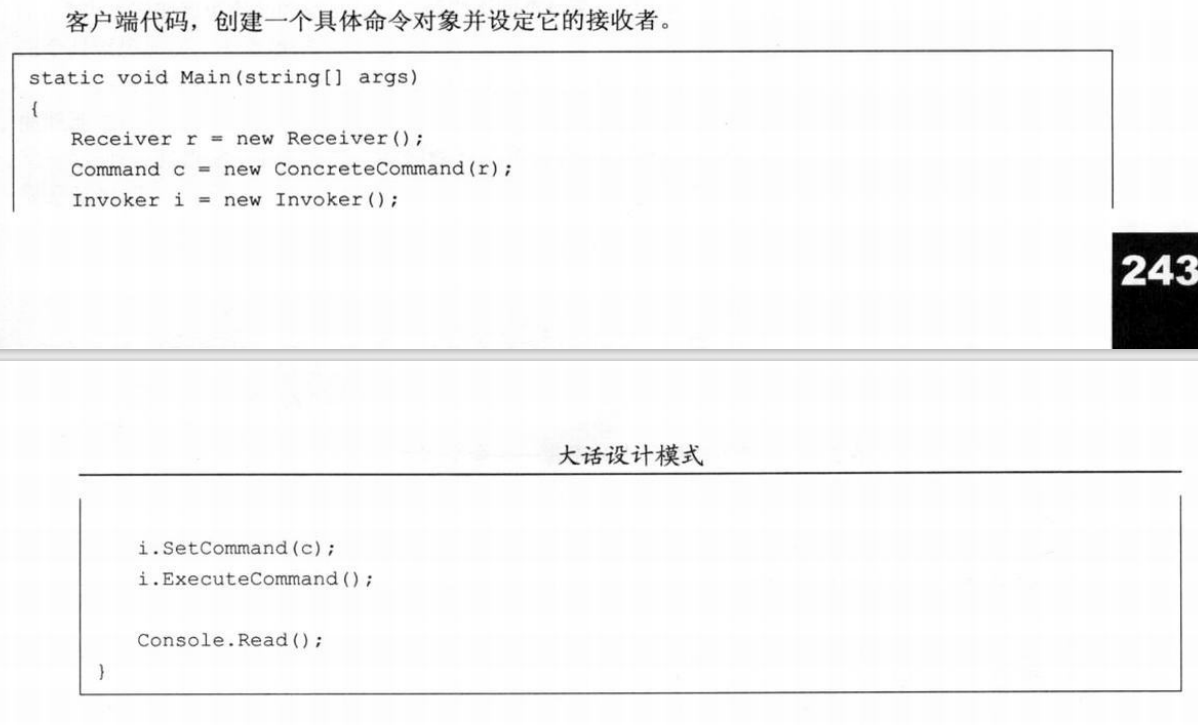 客户端代码，创建一个具体命令对象并设定它的接收者。
static void Main(string[] args)
{
Receiver r = new Receiver();
Command c = new ConcreteCommand(r);
Invoker i = new Invoker();
243
大话设计模式
i.SetCommand(c);
i.ExecuteCommand();
Console.Read();
}